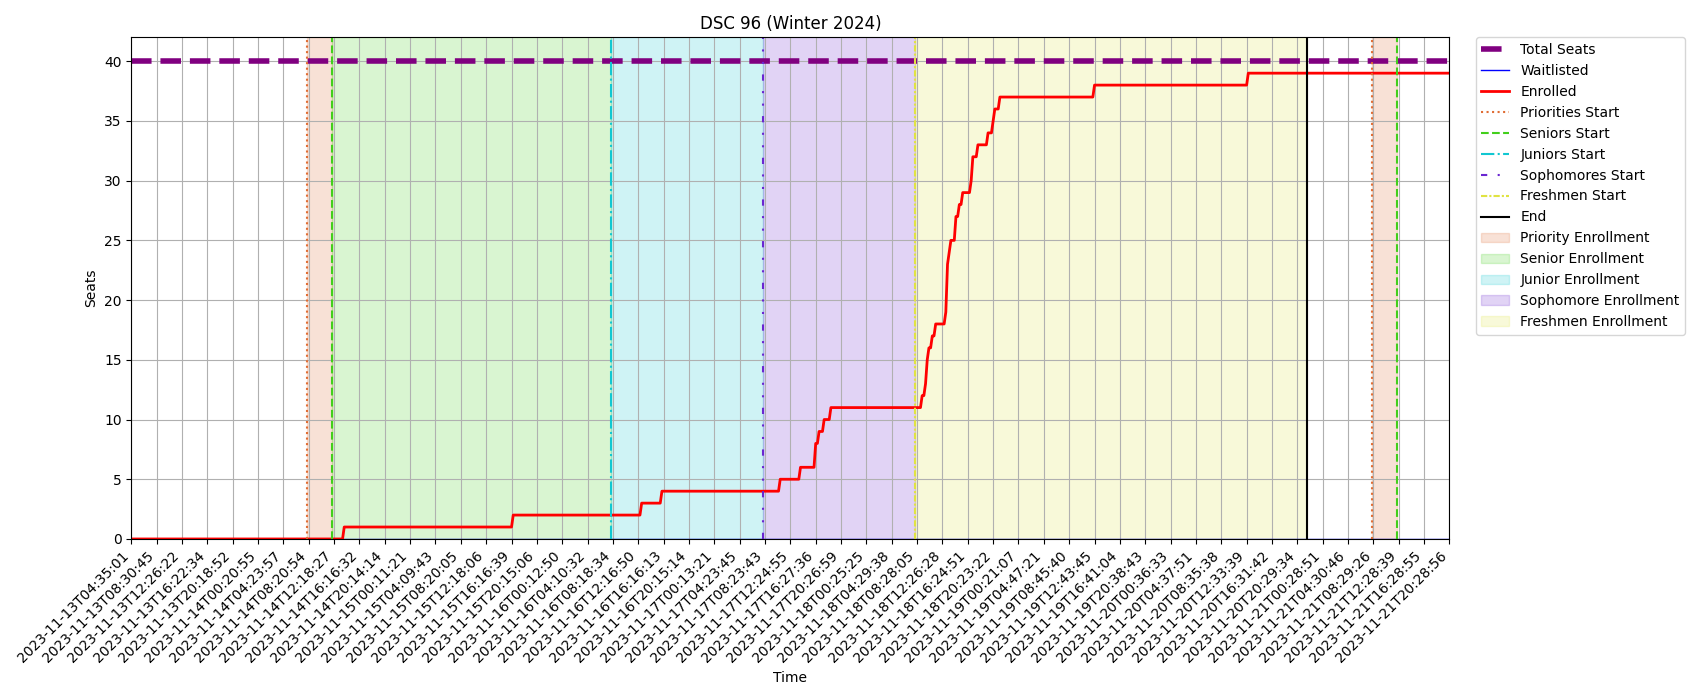 DSC 96 (Winter 2024)
Seats
40
35
30
25
20
15
10
5
0
2023-11-13T04:35:01
2023-11-13T08:30:45
2023-11-13T12:26:22
2023-11-13T16:22:34
2023-11-13T20:18:52
2023-11-14T00:20:55
2023-11-14T04:23:57
2023-11-14T08:20:54
2023-11-14T12:18:27
2023-11-14T16:16:32
2023-11-14T20:14:14
2023-11-15T00:11:21
2023-11-15T04:09:43
2023-11-15T08:20:05
2023-11-15T12:18:06
2023-11-15T16:16:39
2023-11-15T20:15:06
2023-11-16T00:12:50
2023-11-16T04:10:32
2023-11-16T08:18:34
2023-11-16T12:16:50
2023-11-16T16:16:13
2023-11-16T20:15:14
2023-11-17T00:13:21
2023-11-17T04:23:45
2023-11-17T08:23:43
2023-11-17T12:24:55
2023-11-17T16:27:36
2023-11-17T20:26:59
2023-11-18T00:25:25
2023-11-18T04:29:38
2023-11-18T08:28:05
2023-11-18T12:26:28
2023-11-18T16:24:51
2023-11-18T20:23:22
2023-11-19T00:21:07
2023-11-19T04:47:21
2023-11-19T08:45:40
2023-11-19T12:43:45
2023-11-19T16:41:04
2023-11-19T20:38:43
2023-11-20T00:36:33
2023-11-20T04:37:51
2023-11-20T08:35:38
2023-11-20T12:33:39
2023-11-20T16:31:42
2023-11-20T20:29:34
2023-11-21T00:28:51
2023-11-21T04:30:46
2023-11-21T08:29:26
2023-11-21T12:28:39
2023-11-21T16:28:55
2023-11-21T20:28:56
Time
Total Seats
Waitlisted
Enrolled
Priorities Start
Seniors Start
Juniors Start
Sophomores Start
Freshmen Start
End
Priority Enrollment
Senior Enrollment
Junior Enrollment
Sophomore Enrollment
Freshmen Enrollment